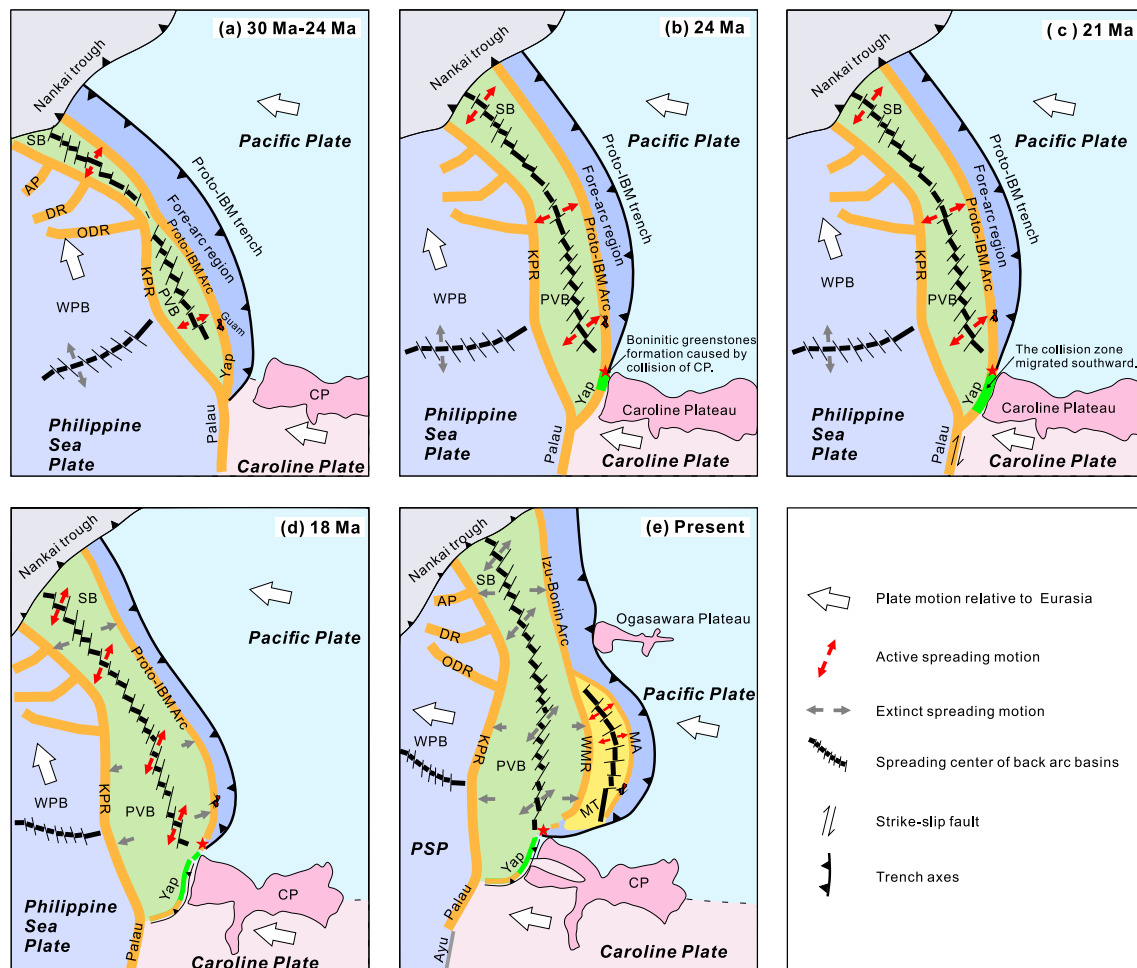 (a) 30 Ma-24 Ma
Nankai trough
SB
AP
DR
ODR
Pacific Plate
Proto-IBM trench
Fore-arc region
Proto-IBM Arc
KPR
PVB
Guam
WPB
Yap
CP
Palau
Philippine
Sea
Plate
Caroline Plate
(b) 24 Ma
Nankai trough
SB
Pacific Plate
Proto-IBM trench
Fore-arc region
Proto-IBM Arc
KPR
WPB
PVB
Boninitic greenstones
formation caused by
collision of CP.
Yap
Caroline Plateau
Palau
Philippine
Sea
Plate
Caroline Plate
(c) 21 Ma
Nankai trough
SB
Pacific Plate
Proto-IBM trench
Fore-arc region
Proto-IBM Arc
KPR
WPB
PVB
The collision zone
migrated southward.
Yap
Caroline Plateau
Palau
Philippine
Sea
Plate
Caroline Plate
(d) 18 Ma
Nankai trough
SB
Pacific Plate
Proto-IBM Arc
KPR
WPB
PVB
Yap
CP
Palau
Philippine
Sea
Plate
Caroline Plate
(e) Present
Nankai trough
SB
AP
DR
ODR
Izu-Bonin Arc
Ogasawara Plateau
Pacific Plate
WPB
KPR
PVB
WMR
MA
MT
PSP
Yap
CP
Palau
Ayu
Caroline Plate
Plate motion relative to Eurasia
Active spreading motion
Extinct spreading motion
Spreading center of back arc basins
Strike-slip fault
Trench axes